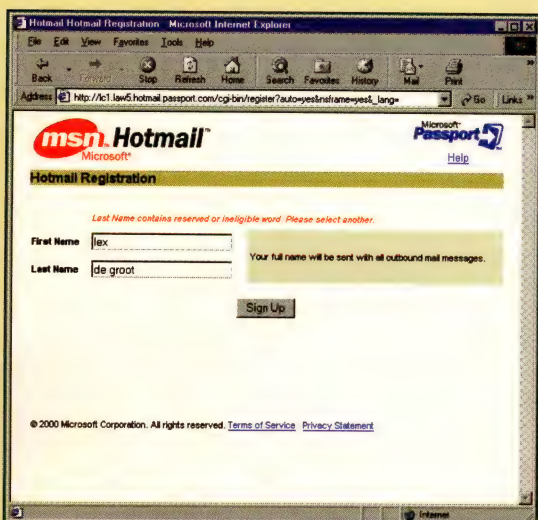 Hotmail Hotmail Registration - Microsoft Internet Explorer
File Edit View Favorites Tools Help
Back Forward Stop Refresh Home Search Favorites History Mail Print
Address http://lc1.law5.hotmail.passport.com/cgi-bin/register?auto=yes&nsframe=yes&_lang= Go Links
msn. Hotmail™
Microsoft®
Microsoft®
Passport
Help
Hotmail Registration
Last Name contains reserved or ineligible word. Please select another.
First Name lex
Your full name will be sent with all outbound mail messages.
Last Name de groot
Sign Up
© 2000 Microsoft Corporation. All rights reserved. Terms of Service Privacy Statement
Internet